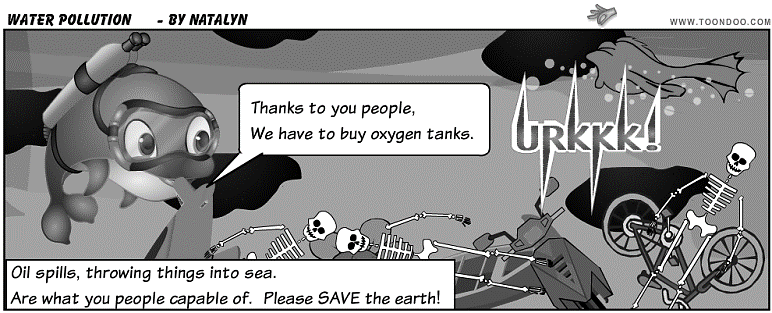 WATER POLLUTION - BY NATALYN
WWW.TOONDOO.COM
Thanks to you people,
We have to buy oxygen tanks.
URKKK!
Oil spills, throwing things into sea.
Are what you people capable of. Please SAVE the earth!